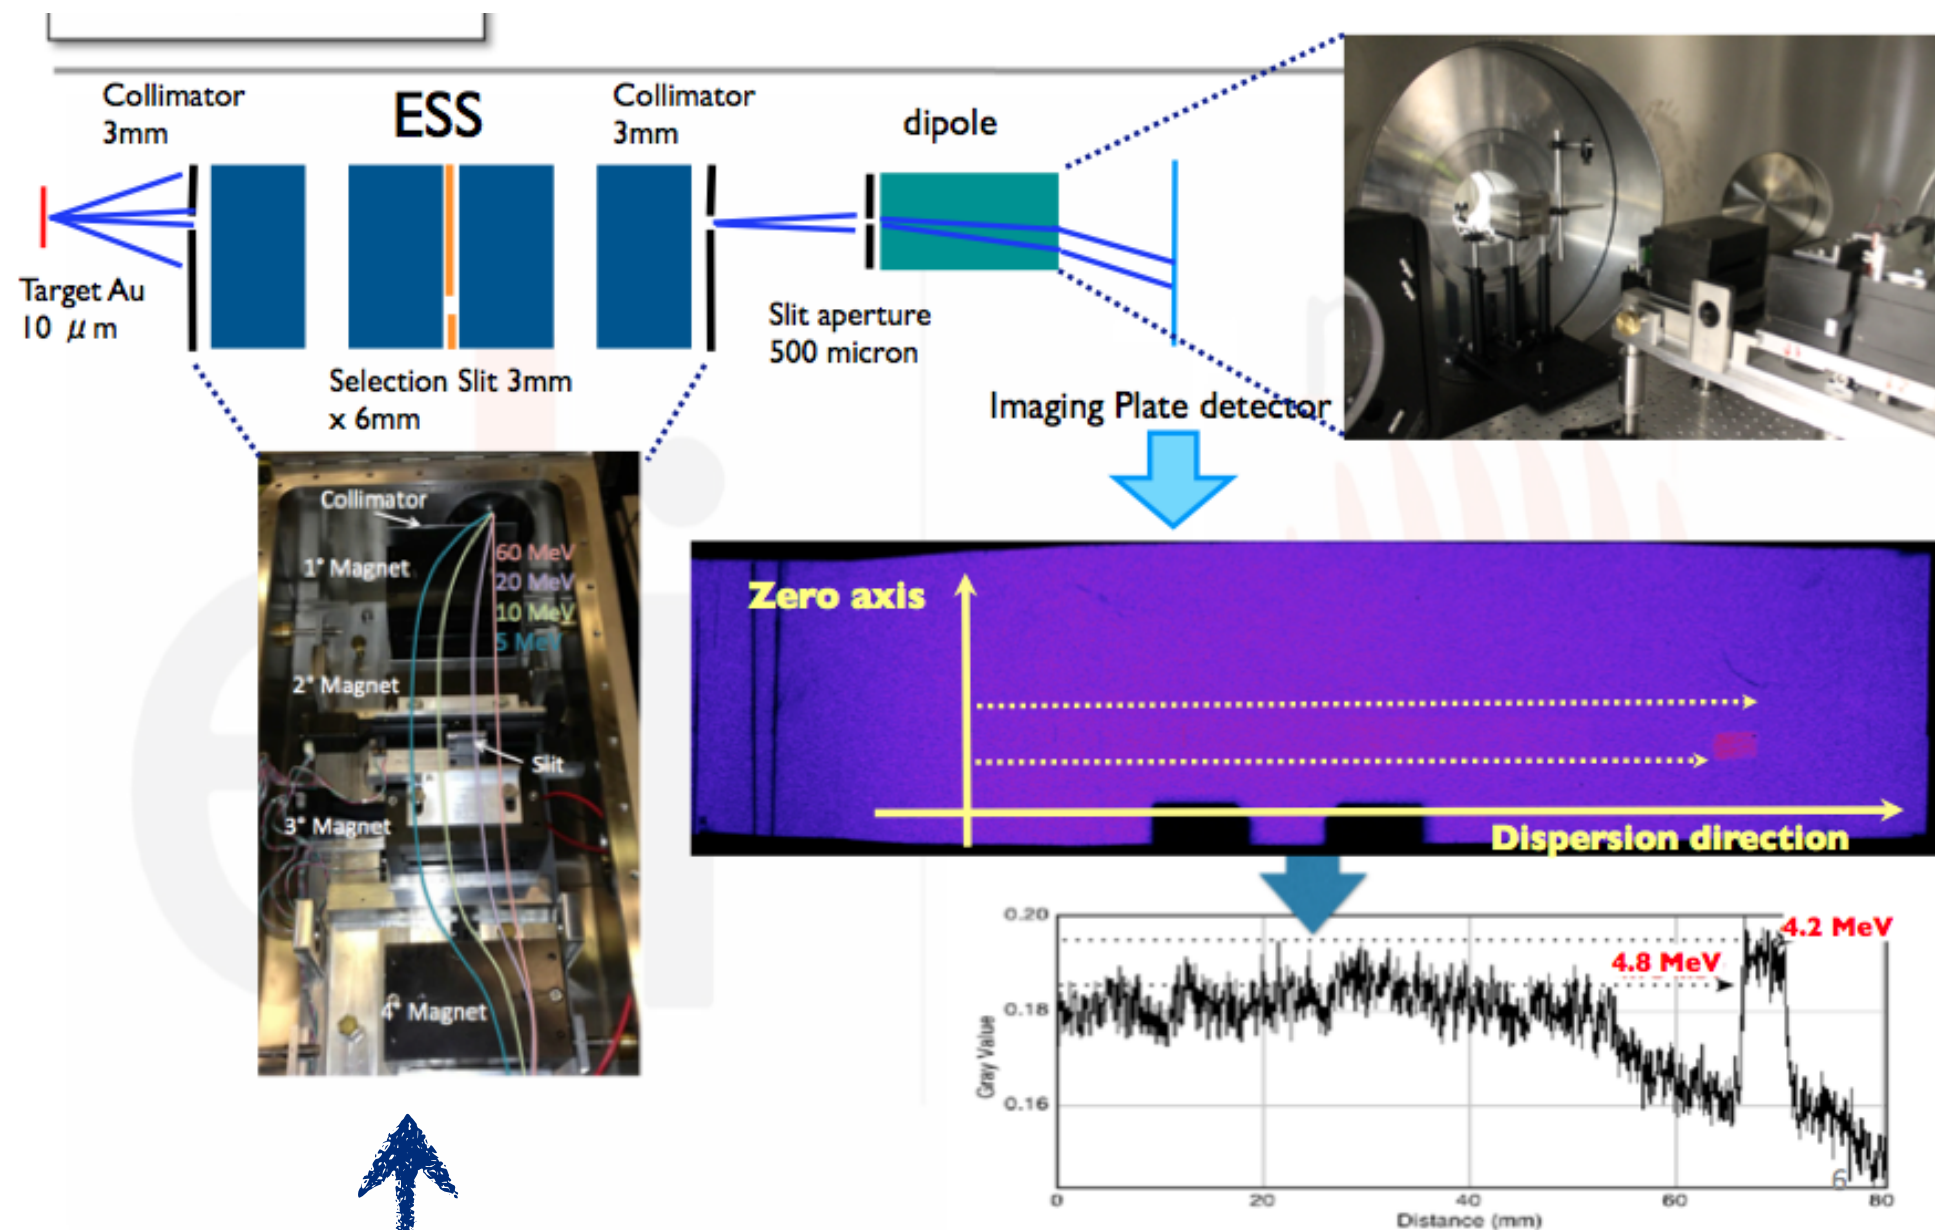 Collimator
3mm
ESS
Collimator
3mm
dipole
Target Au
10 μm
Selection Slit 3mm
x 6mm
Slit aperture
500 micron
Imaging Plate detector
Collimator
1° Magnet
60 MeV
20 MeV
10 MeV
5 MeV
2° Magnet
Slit
3° Magnet
4° Magnet
Zero axis
Dispersion direction
0.20
0.18
0.16
Gray Value
4.2 MeV
4.8 MeV
6
0
20
40
60
80
Distance (mm)